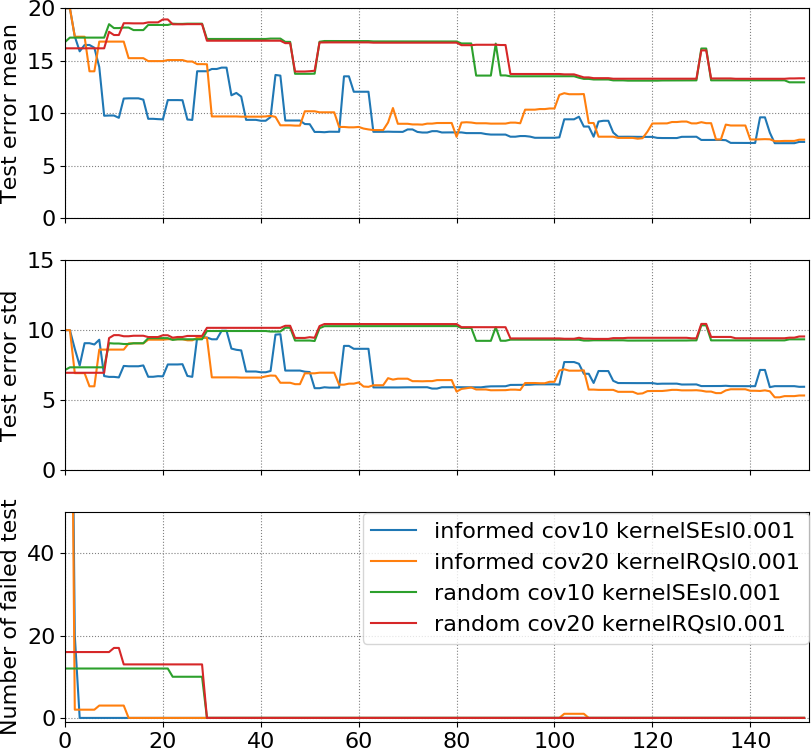 Test error mean
20
15
10
5
0
Test error std
15
10
5
0
Number of failed test
40
20
0
informed cov10 kernelSEsl0.001
informed cov20 kernelRQsl0.001
random cov10 kernelSEsl0.001
random cov20 kernelRQsl0.001
0 20 40 60 80 100 120 140